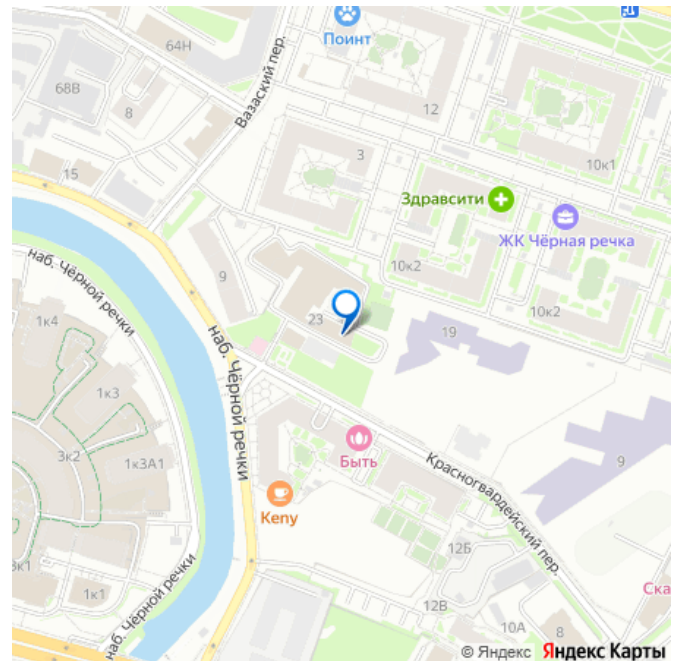 64Н
Поинт
Вазаский пер.
68В
8
12
3
10к1
15
Здравсити
ЖК Чёрная речка
наб. Чёрной речки
9
10к2
10к2
1к4
23
19
наб. Чёрной речки
1к3
Красногвардейский пер.
Быть
3к2
1к3А1
9
Keny
12Б
1к1
12В
10А
8
Ска
наб. Чёрной речки
© Яндекс Яндекс Карты